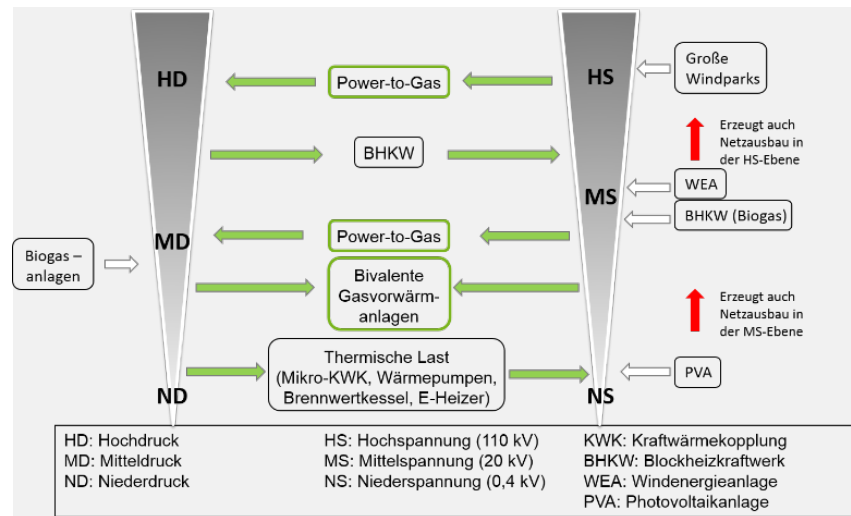 HD
Power-to-Gas
HS
Große
Windparks
Erzeugt auch
Netzausbau in
der HS-Ebene
BHKW
WEA
MS
BHKW (Biogas)
MD
Power-to-Gas
Biogas –
anlagen
Bivalente
Gasvorwärm-
anlagen
Erzeugt auch
Netzausbau in
der MS-Ebene
Thermische Last
(Mikro-KWK, Wärmepumpen,
Brennwertkessel, E-Heizer)
PVA
ND
NS
HD: Hochdruck
MD: Mitteldruck
ND: Niederdruck
HS: Hochspannung (110 kV)
MS: Mittelspannung (20 kV)
NS: Niederspannung (0,4 kV)
KWK: Kraftwärmekopplung
BHKW: Blockheizkraftwerk
WEA: Windenergieanlage
PVA: Photovoltaikanlage